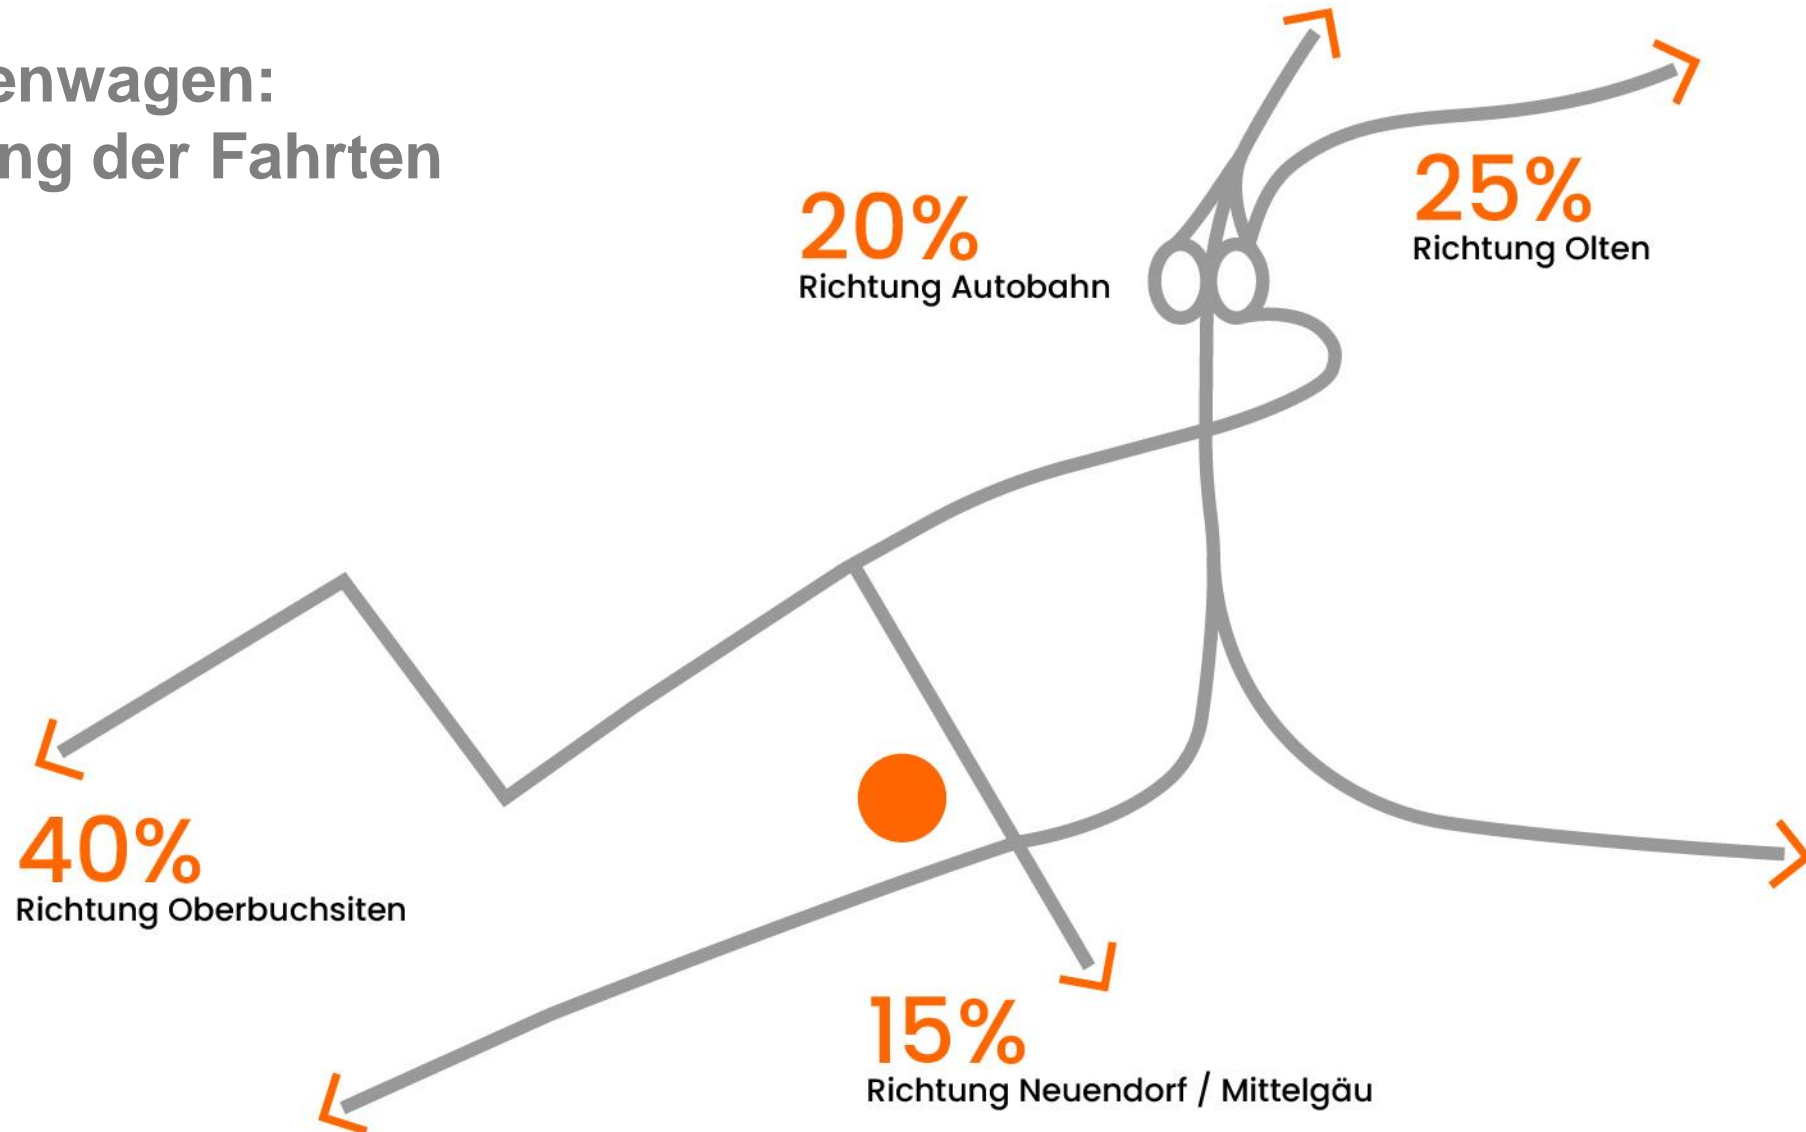 enwagen:
ng der Fahrten
20%
Richtung Autobahn
25%
Richtung Olten
40%
Richtung Oberbuchsiten
15%
Richtung Neuendorf / Mittelgäu